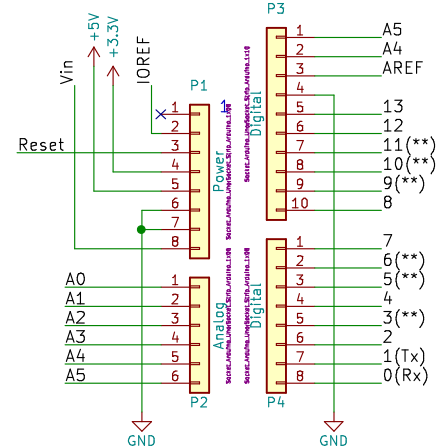 P3
+5V
+3.3V
Vin
IOREF
Reset
P1
1
1
2
3
4
5
6
7
8
Power
A0
A1
A2
A3
A4
A5
1
2
3
4
5
6
Analog
P2
GND
1
2
3
4
5
6
7
8
9
10
Digital
A5
A4
AREF
13
12
11(**)
10(**)
9(**)
8
1
2
3
4
5
6
7
8
Digital
7
6(**)
5(**)
4
3(**)
2
1(Tx)
0(Rx)
P4
GND